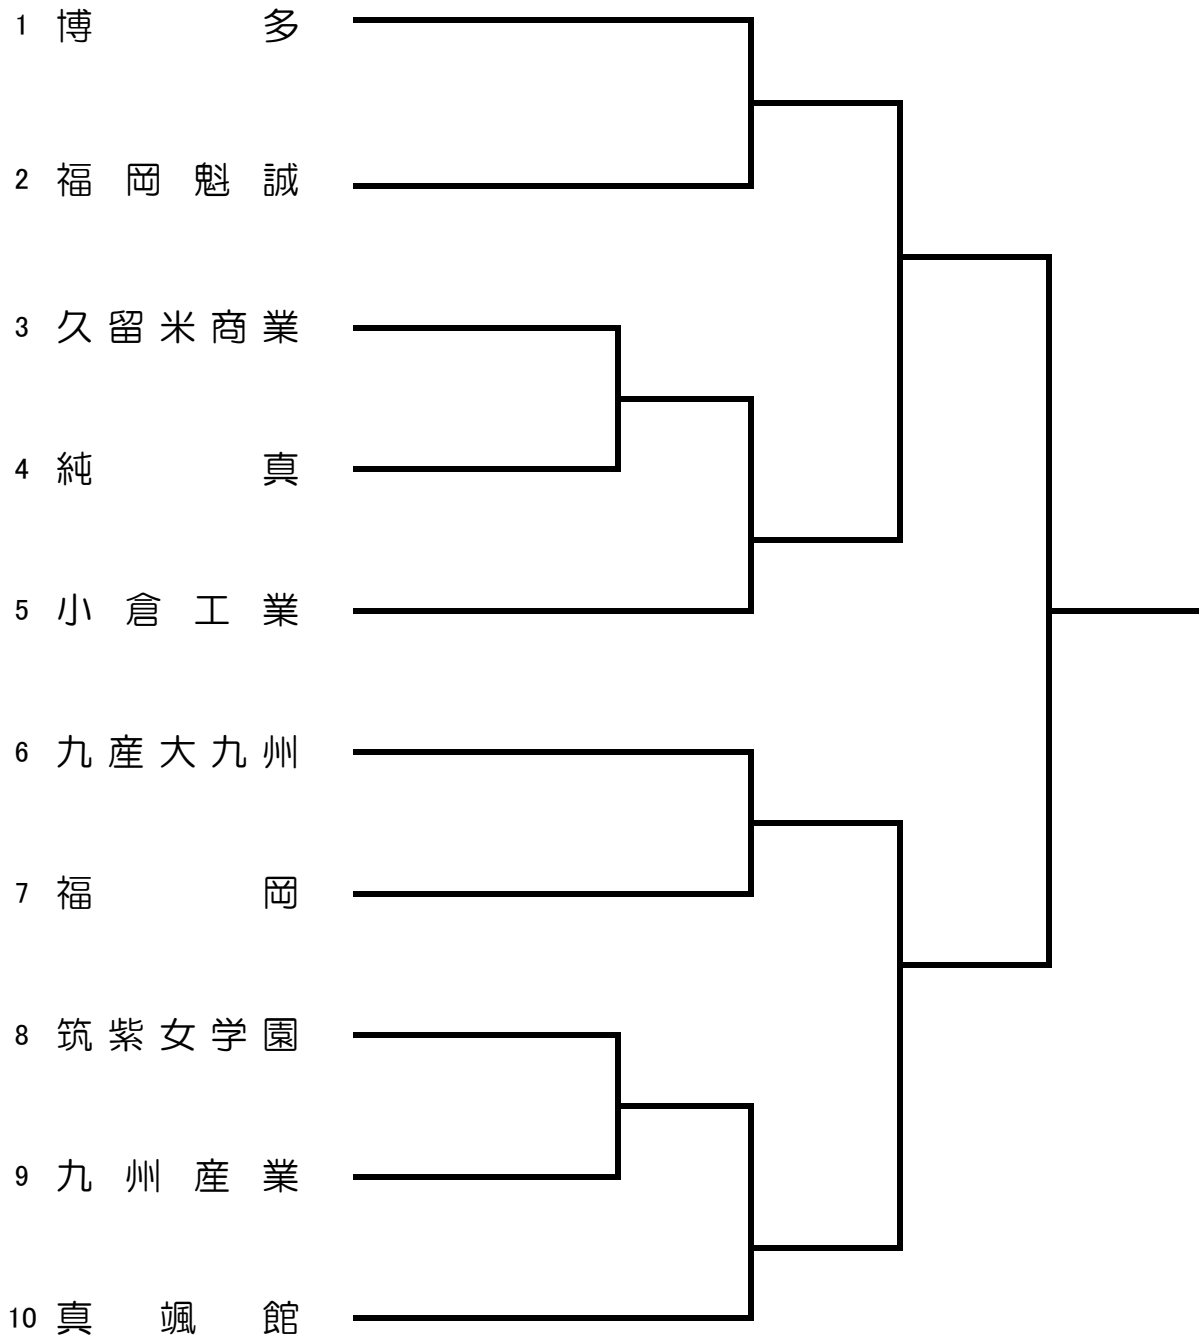 1 博多
2 福岡魁誠
3 久留米商業
4 純真
5 小倉工業
6 九産大九州
7 福岡
8 筑紫女学園
9 九州産業
10 真颯館